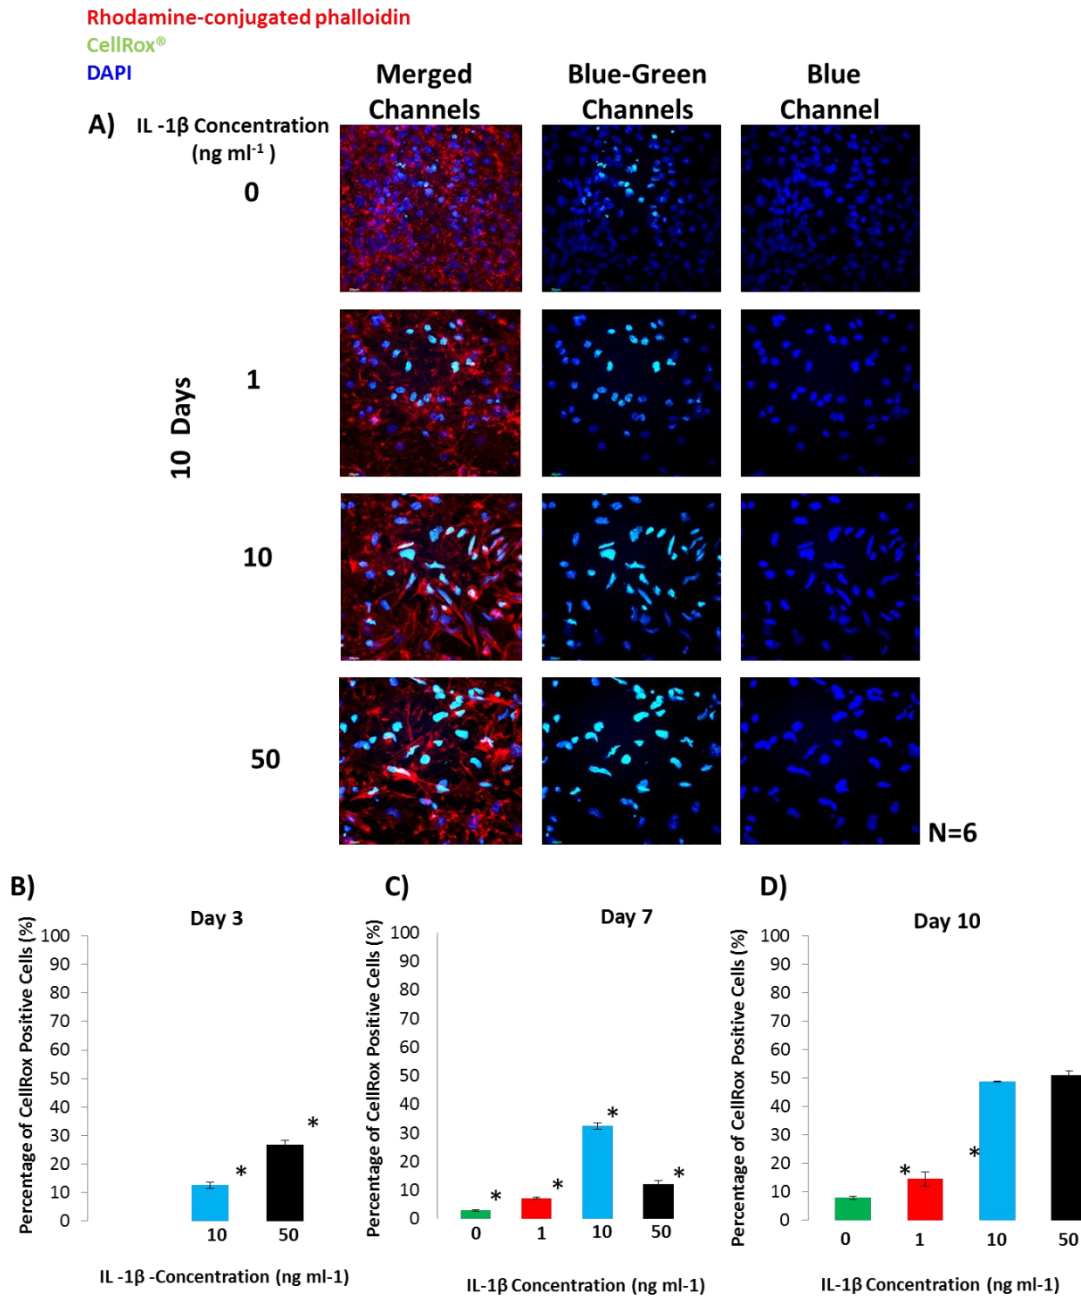 Rhodamine-conjugated phalloidin
CellRox®
DAPI
Merged Channels
Blue-Green Channels
Blue Channel
A)
IL -1β Concentration
(ng ml-1 )
10 Days
0
1
10
50
N=6
B)
Day 3
Percentage of CellRox Positive Cells (%)
100
90
80
70
60
50
40
30
20
10
0
*
*
10 50
IL -1β -Concentration (ng ml-1)
C)
Day 7
Percentage of CellRox Positive Cells (%)
100
90
80
70
60
50
40
30
20
10
0
*
*
*
*
0 1 10 50
IL-1β Concentration (ng ml-1)
D)
Day 10
Percentage of CellRox Positive Cells (%)
100
90
80
70
60
50
40
30
20
10
0
*
*
0 1 10 50
IL-1β Concentration (ng ml-1)